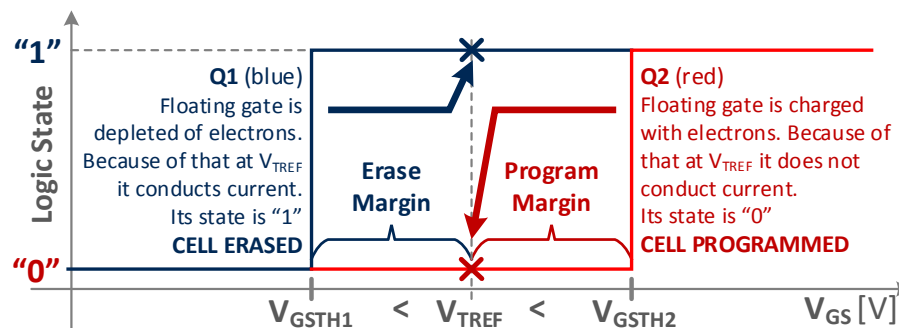 “1”
Q1 (blue)
Floating gate is
depleted of electrons.
Because of that at VTREF
it conducts current.
Its state is “1”
CELL ERASED
Erase
Margin
Program
Margin
Q2 (red)
Floating gate is charged
with electrons. Because of
that at VTREF it does not
conduct current.
Its state is “0”
CELL PROGRAMMED
Logic State
“0”
VGSTH1 < VTREF < VGSTH2
VGS [V]